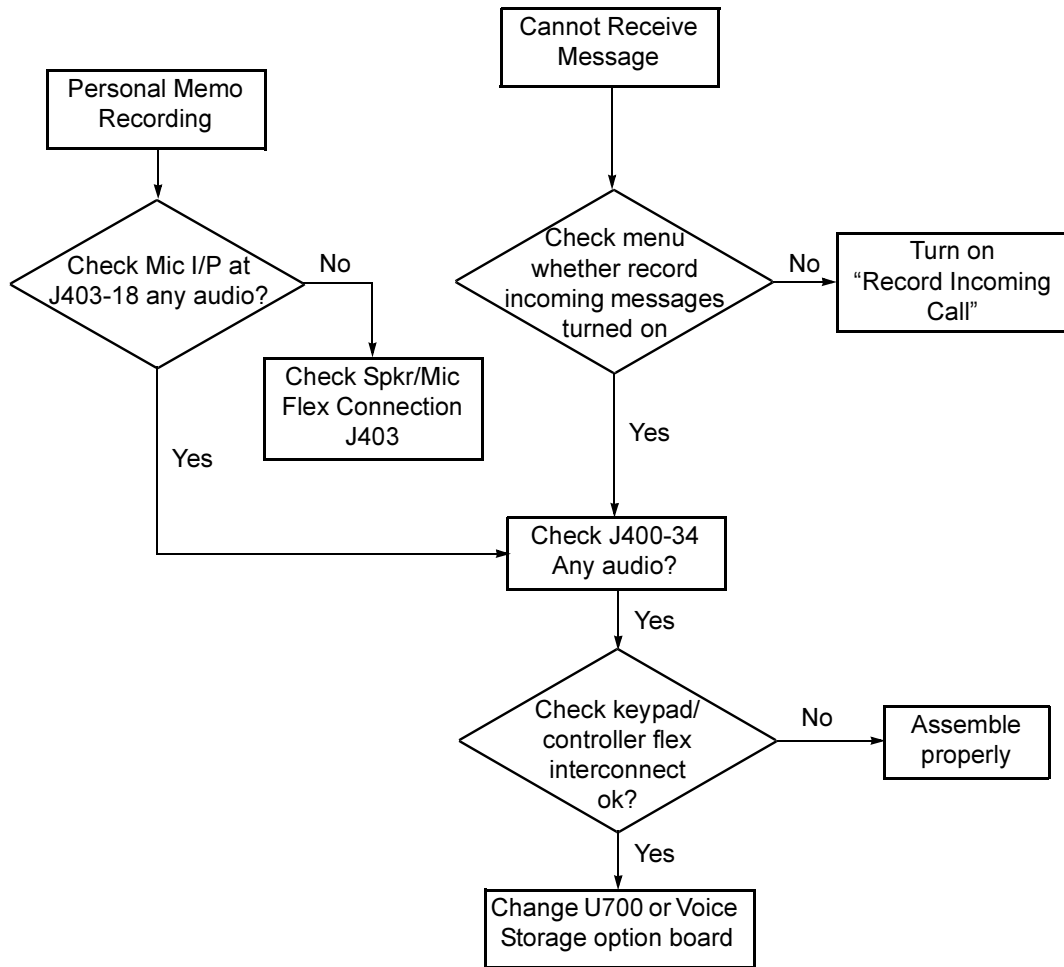 Cannot Receive
Message
Personal Memo
Recording
Check Mic I/P at
J403-18 any audio?
No
Check menu
whether record
incoming messages
turned on
No
Turn on
“Record Incoming
Call”
Check Spkr/Mic
Flex Connection
J403
Yes
Yes
Check J400-34
Any audio?
Yes
Check keypad/
controller flex
interconnect
ok?
No
Assemble
properly
Yes
Change U700 or Voice
Storage option board